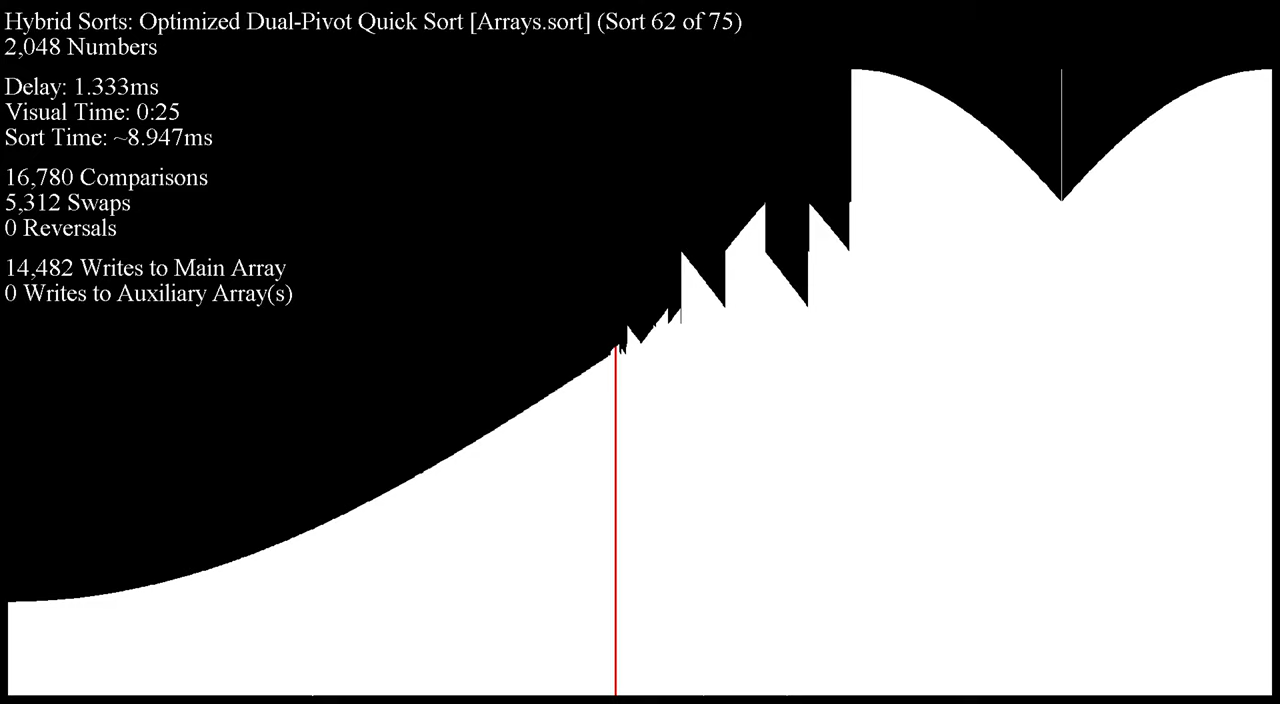 Hybrid Sorts: Optimized Dual-Pivot Quick Sort [Arrays.sort] (Sort 62 of 75)
2,048 Numbers
Delay: 1.333ms
Visual Time: 0:25
Sort Time: ~8.947ms
16,780 Comparisons
5,312 Swaps
0 Reversals
14,482 Writes to Main Array
0 Writes to Auxiliary Array(s)